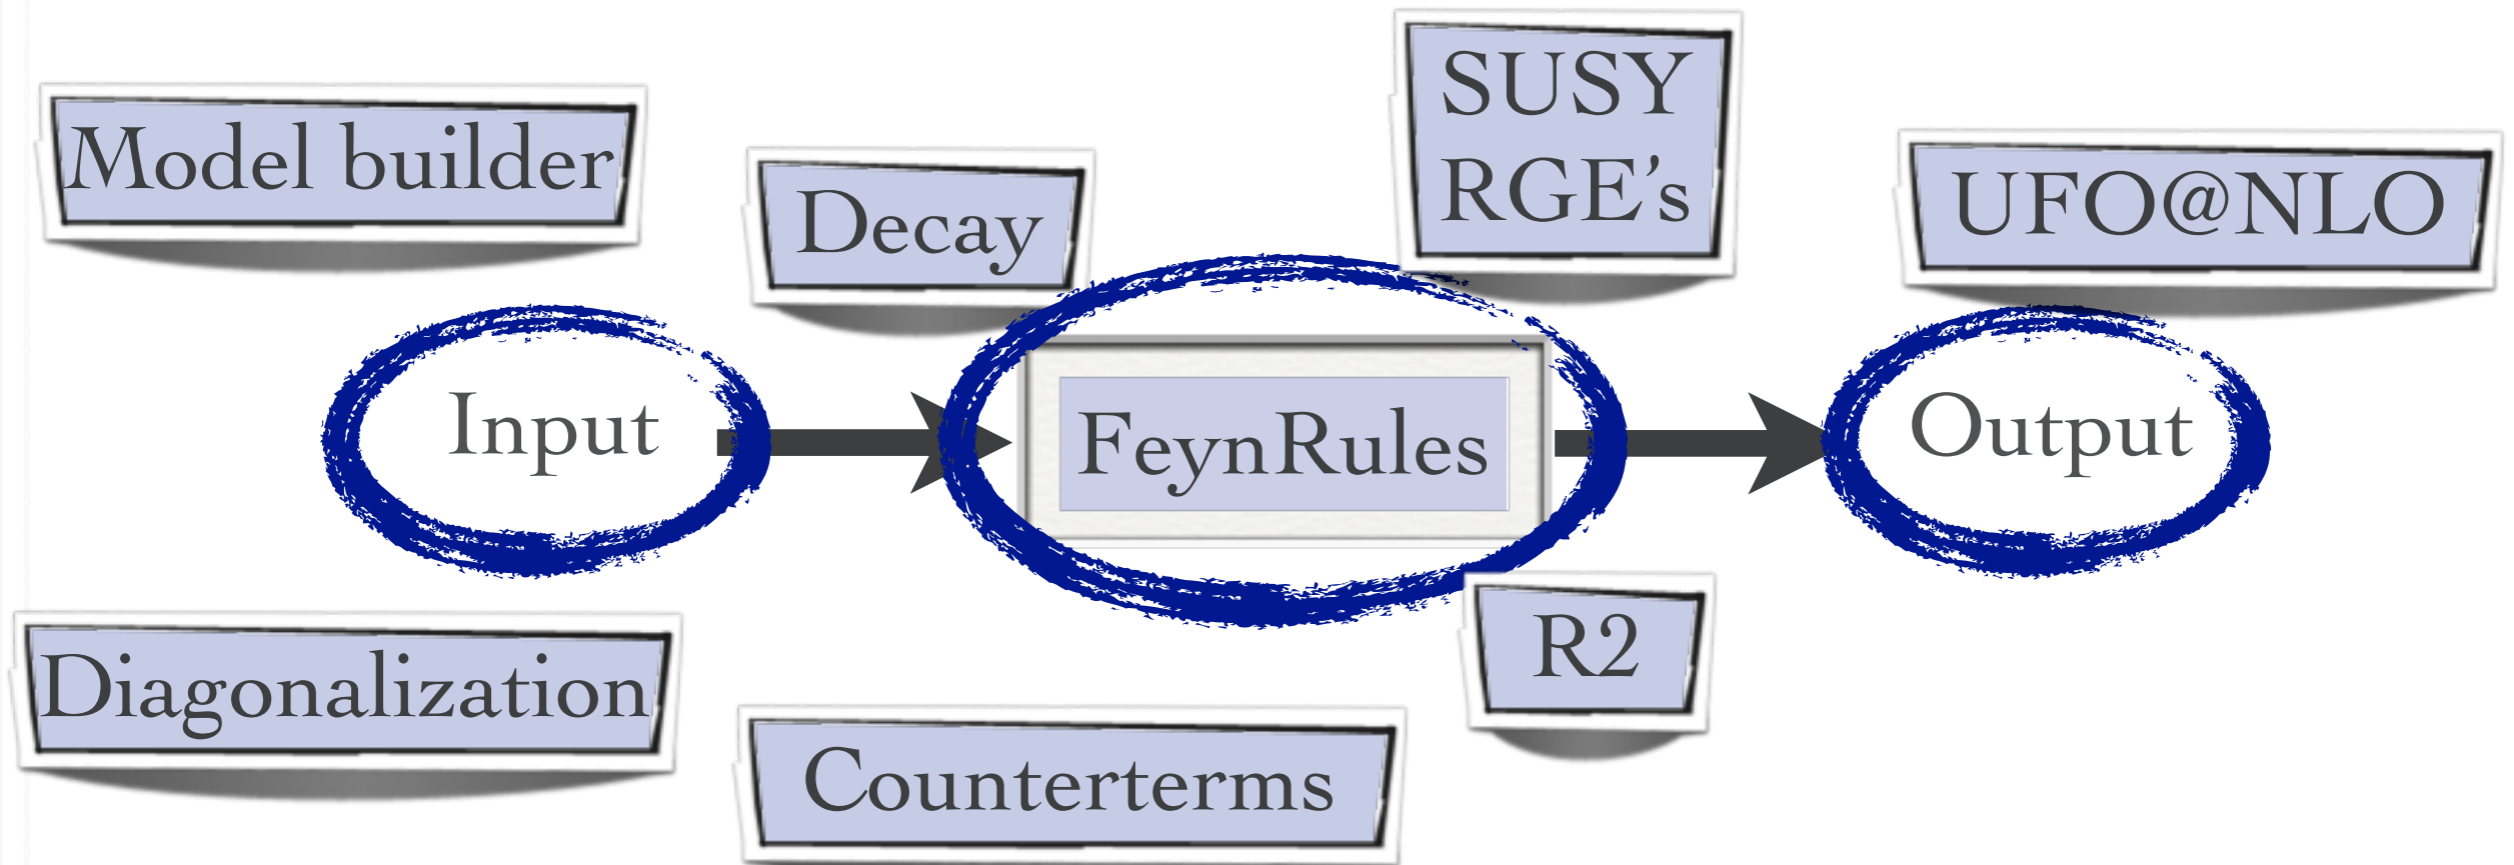 Model builder
Decay
SUSY
RGE's
UFO@NLO
Input
FeynRules
Output
Diagonalization
R2
Counterterms